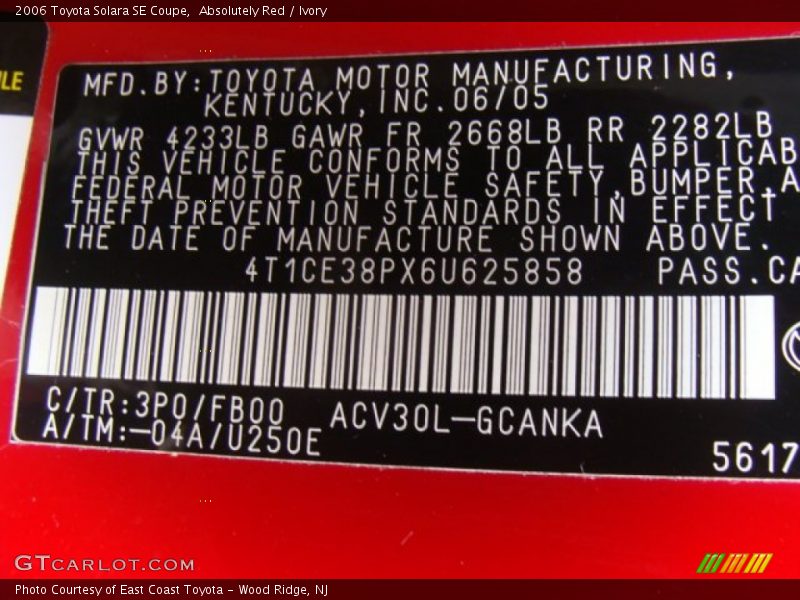 2006 Toyota Solara SE Coupe, Absolutely Red / Ivory
MFD.BY:TOYOTA MOTOR MANUFACTURING,
KENTUCKY,INC.06/05
GVWR 4233LB GAWR FR 2668LB RR 2282LB
THIS VEHICLE CONFORMS TO ALL APPLICAB
FEDERAL MOTOR VEHICLE SAFETY,BUMPER,A
THEFT PREVENTION STANDARDS IN EFFECT
THE DATE OF MANUFACTURE SHOWN ABOVE.
4T1CE38PX6U625858 PASS.CA
C/TR:3P0/FB00 ACV30L-GCANKA
A/TM:-04A/U250E
5617
GTCARLOT.COM
Photo Courtesy of East Coast Toyota - Wood Ridge, NJ